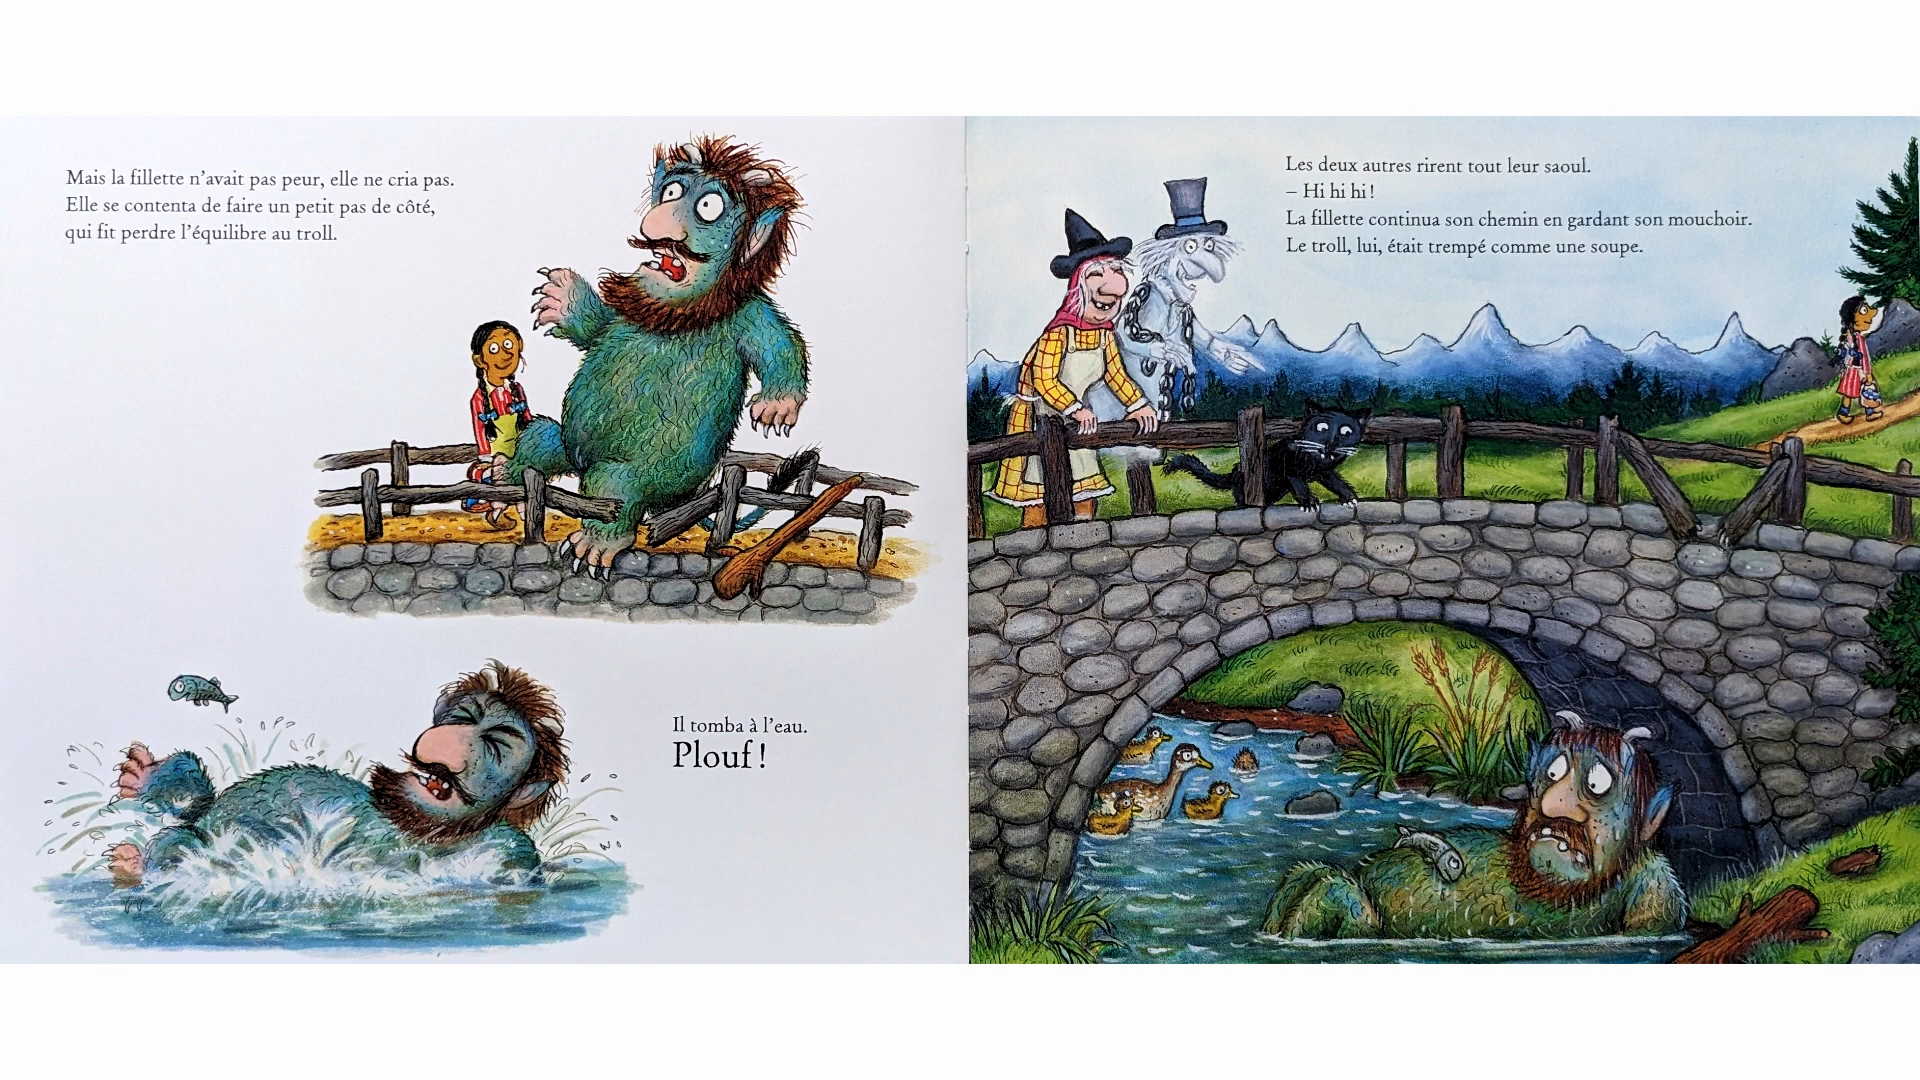 Mais la fillette n'avait pas peur, elle ne cria pas.
Elle se contenta de faire un petit pas de côté,
qui fit perdre l'équilibre au troll.
Il tomba à l'eau.
Plouf !
Les deux autres rirent tout leur saoul.
– Hi hi hi !
La fillette continua son chemin en gardant son mouchoir.
Le troll, lui, était trempé comme une soupe.